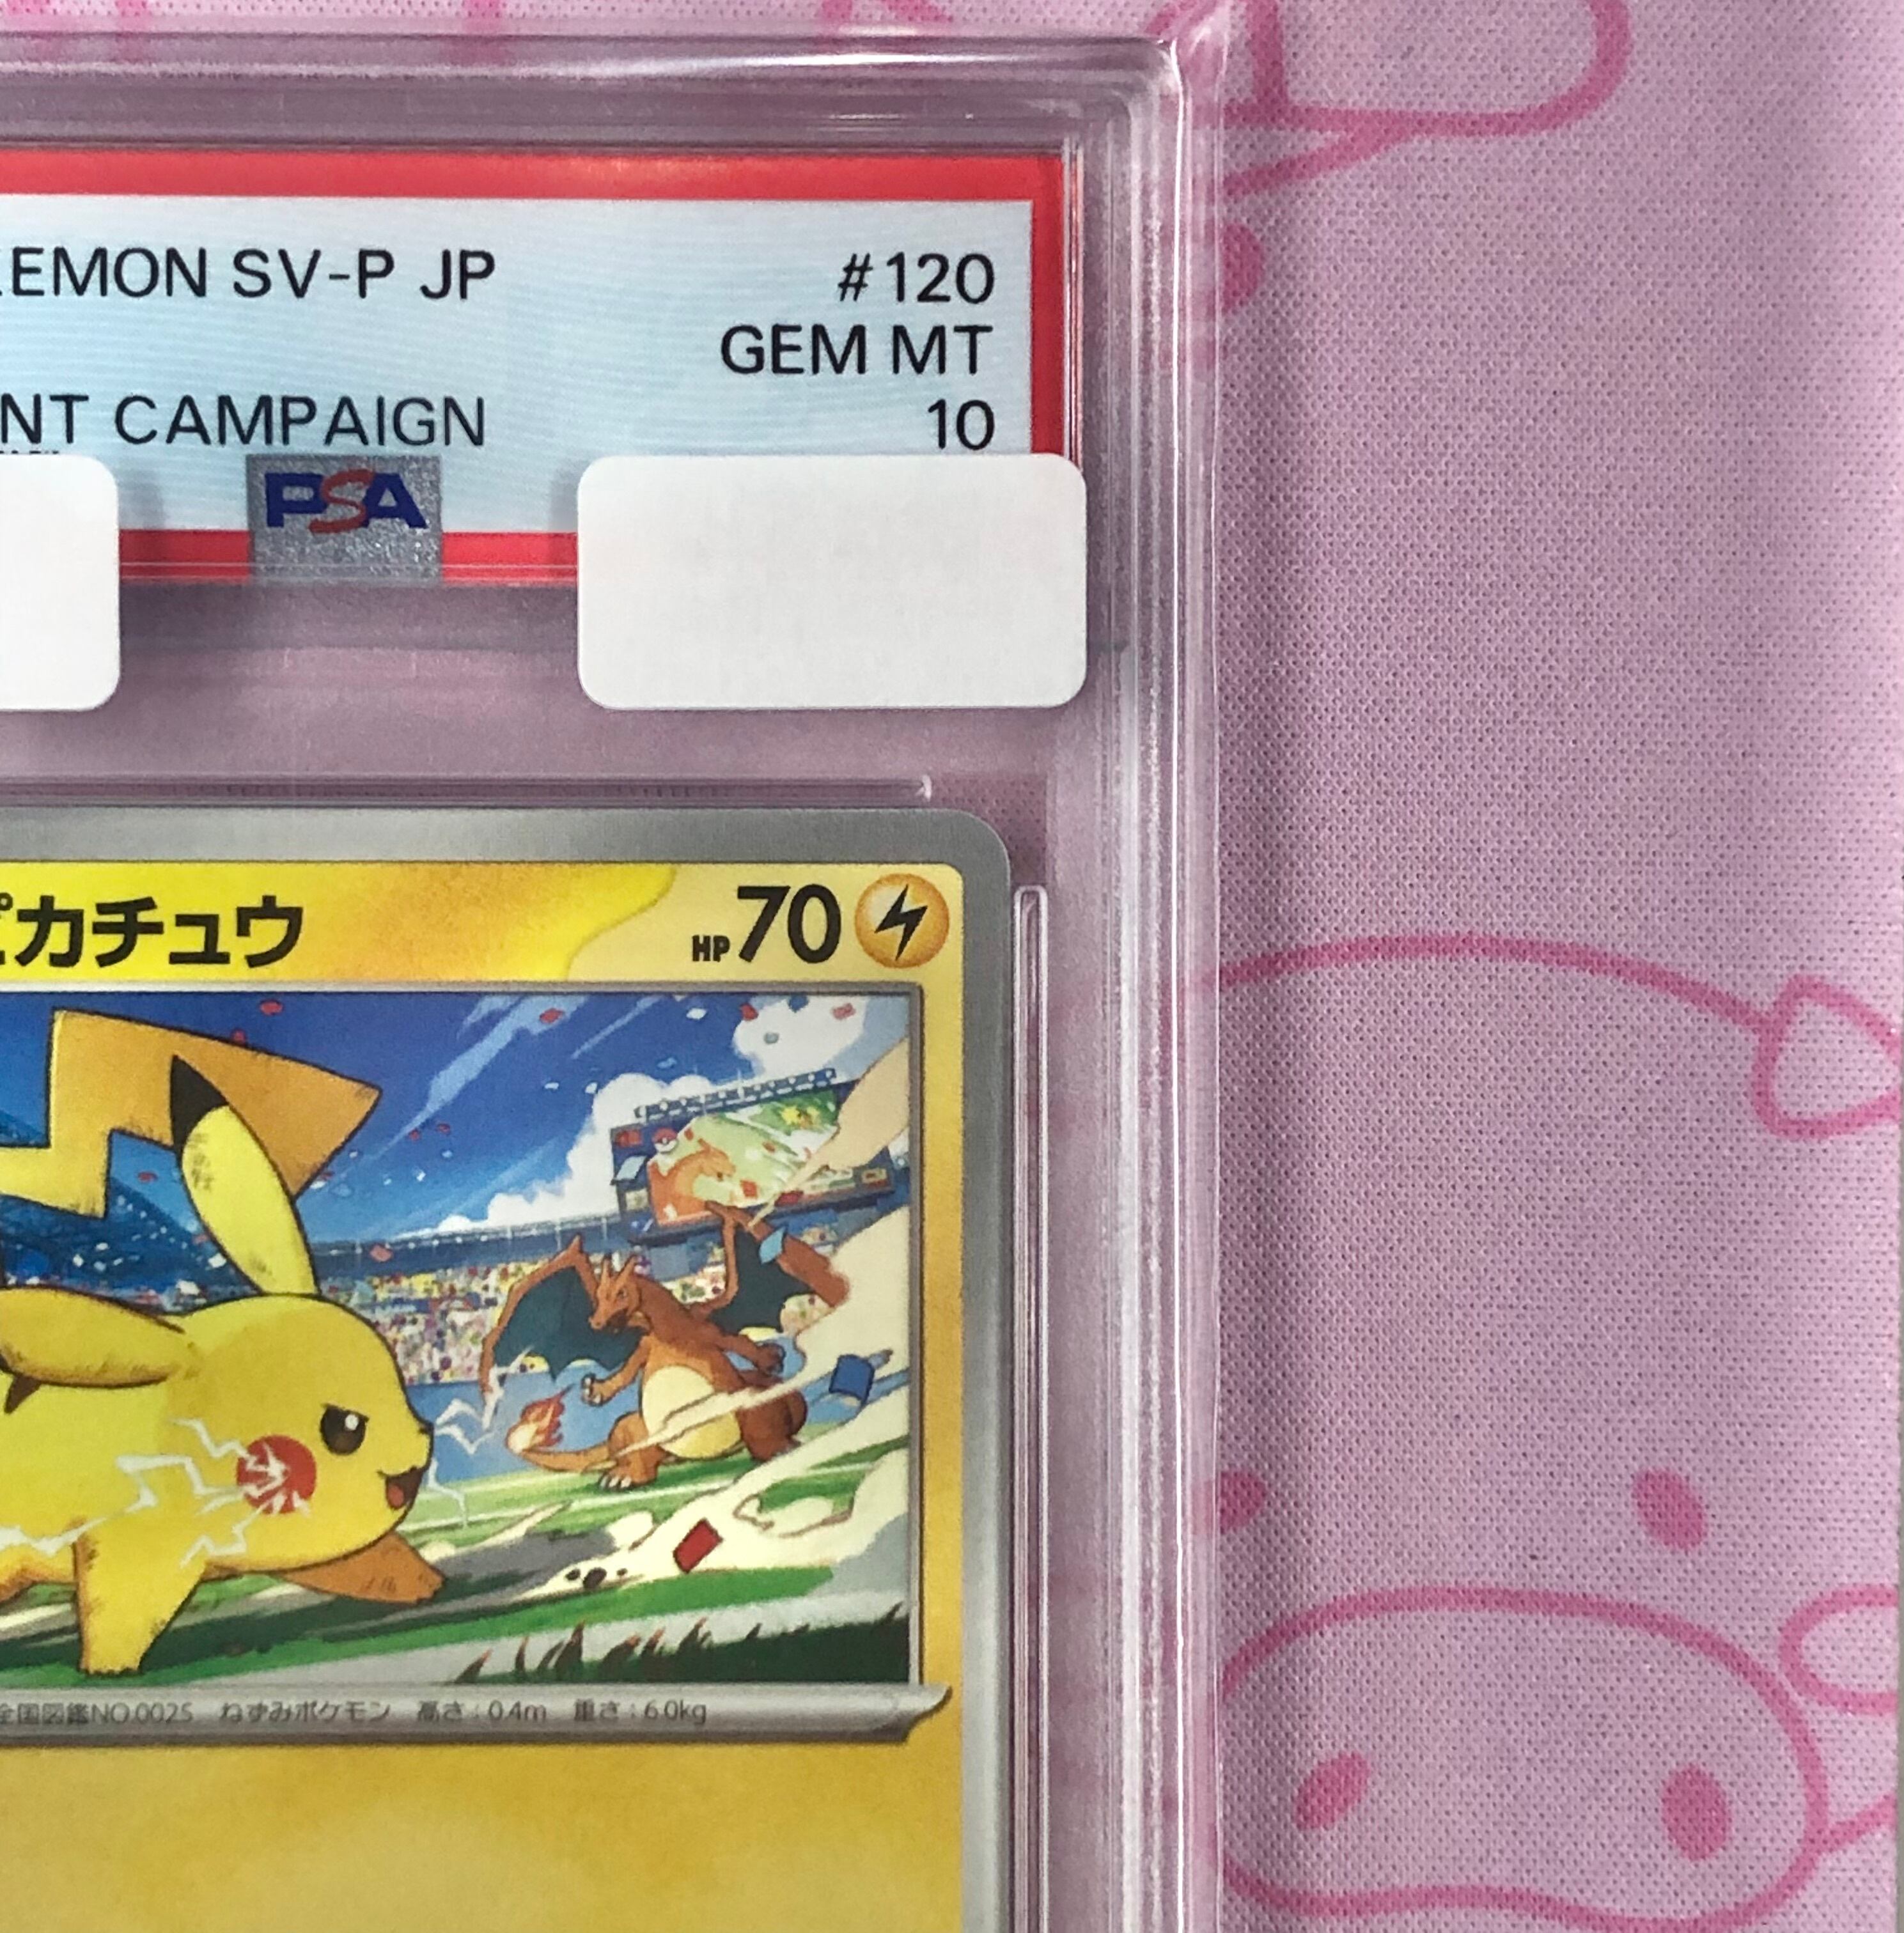 EMON SV-P JP #120
GEM MT
NT CAMPAIGN 10
PSA
ピカチュウ HP70
全国図鑑NO.0025 ねずみポケモン 高さ:0.4m 重さ:6.0kg